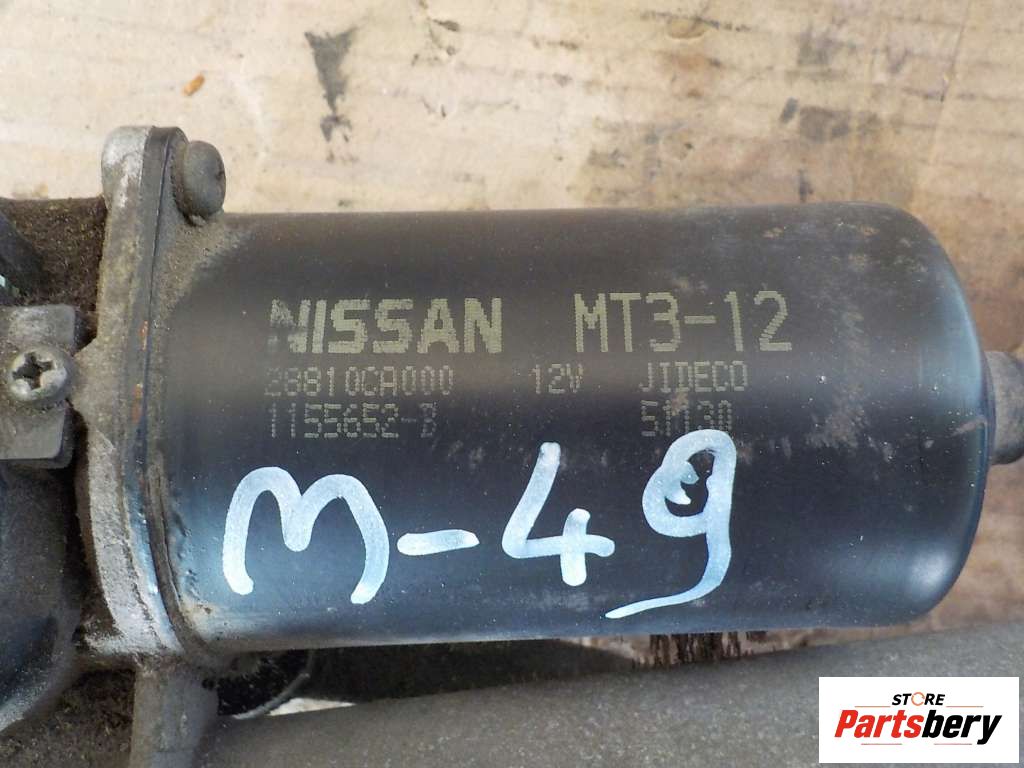 NISSAN MT3-12
28810CA000 12V JIDECO
1155652-B 5M30
m-49
STORE
Partsbery